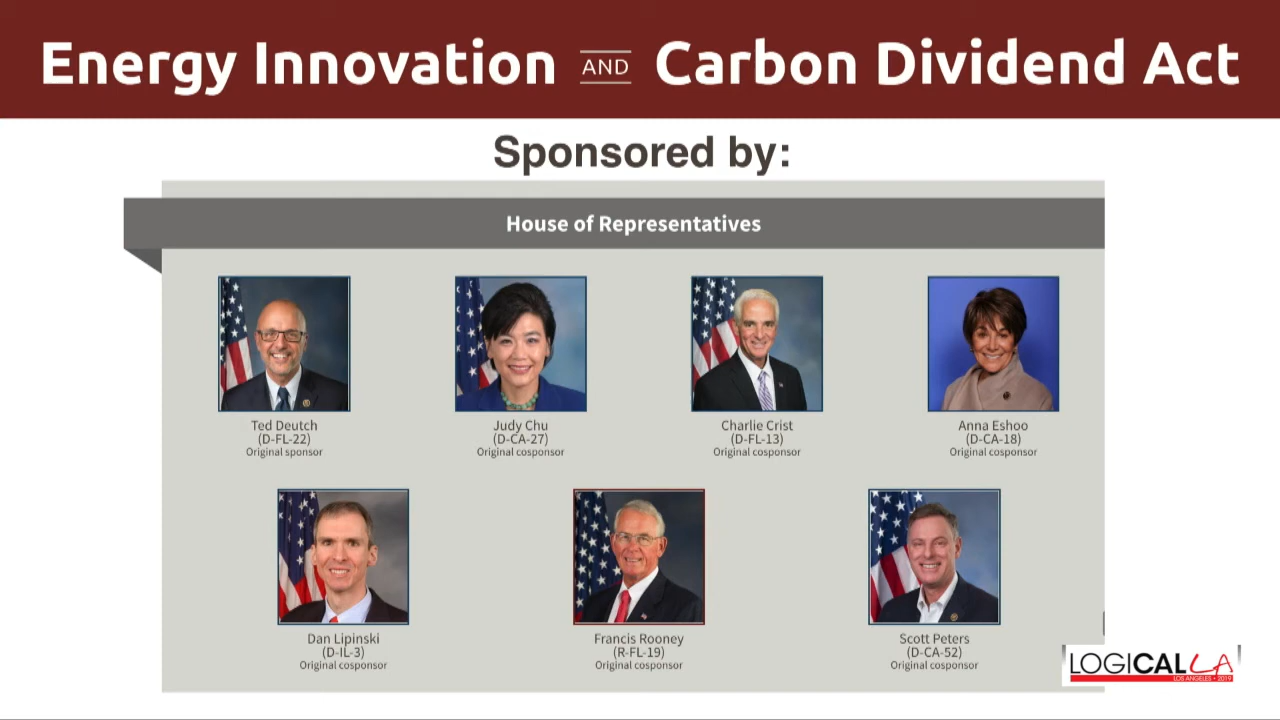 Energy Innovation AND Carbon Dividend Act
Sponsored by:
House of Representatives
Ted Deutch
(D-FL-22)
Original sponsor
Judy Chu
(D-CA-27)
Original cosponsor
Charlie Crist
(D-FL-13)
Original cosponsor
Anna Eshoo
(D-CA-18)
Original cosponsor
Dan Lipinski
(D-IL-3)
Original cosponsor
Francis Rooney
(R-FL-19)
Original cosponsor
Scott Peters
(D-CA-52)
Original cosponsor
LOGICAL LA
LOS ANGELES • 2019